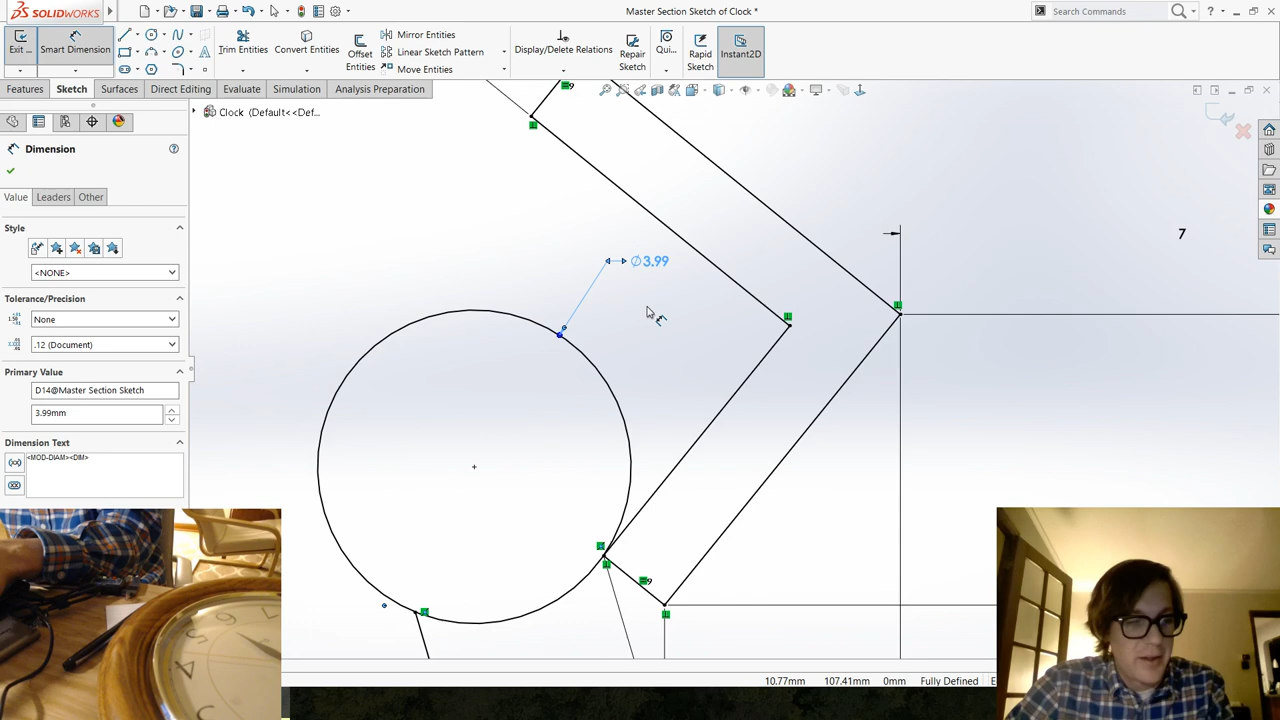 SOLIDWORKS
Master Section Sketch of Clock *
Search Commands
?
Exit ...
Smart Dimension
Trim Entities
Convert Entities
Offset Entities
Mirror Entities
Linear Sketch Pattern
Move Entities
Display/Delete Relations
Repair Sketch
Qui...
Rapid Sketch
Instant2D
Features
Sketch
Surfaces
Direct Editing
Evaluate
Simulation
Analysis Preparation
Clock (Default<<Def...
Dimension
Value
Leaders
Other
Style
<NONE>
Tolerance/Precision
None
.12 (Document)
Primary Value
D14@Master Section Sketch
3.99mm
Dimension Text
<MOD-DIAM><DIM>
∅3.99
7
10.77mm
107.41mm
0mm
Fully Defined